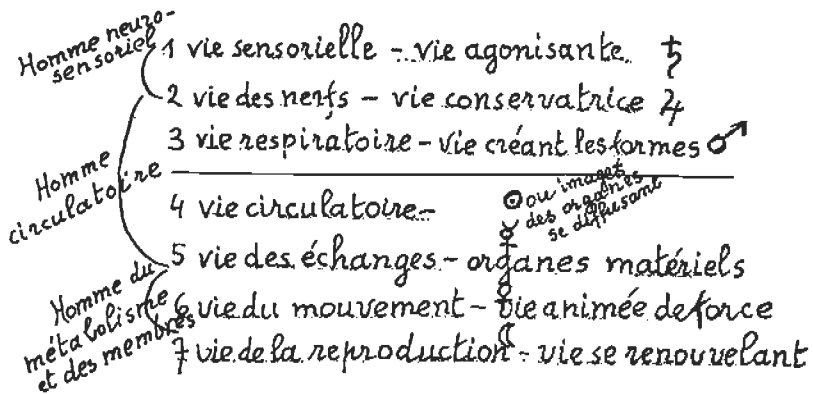 Homme neuro-
sensoriel
1 vie sensorielle - vie agonisante. ♄
2 vie des nerfs - vie conservatrice ♃
3 vie respiratoire - vie créant les formes ♂
Homme
circulatoire
4 vie circulatoire - ☉ ou images
des organes
se diffusant
☿
5 vie des échanges - organes matériels
Homme du
métabolisme
et des membres
♀
6 vie du mouvement - vie animée de force
☾
7 vie de la reproduction - vie se renouvelant